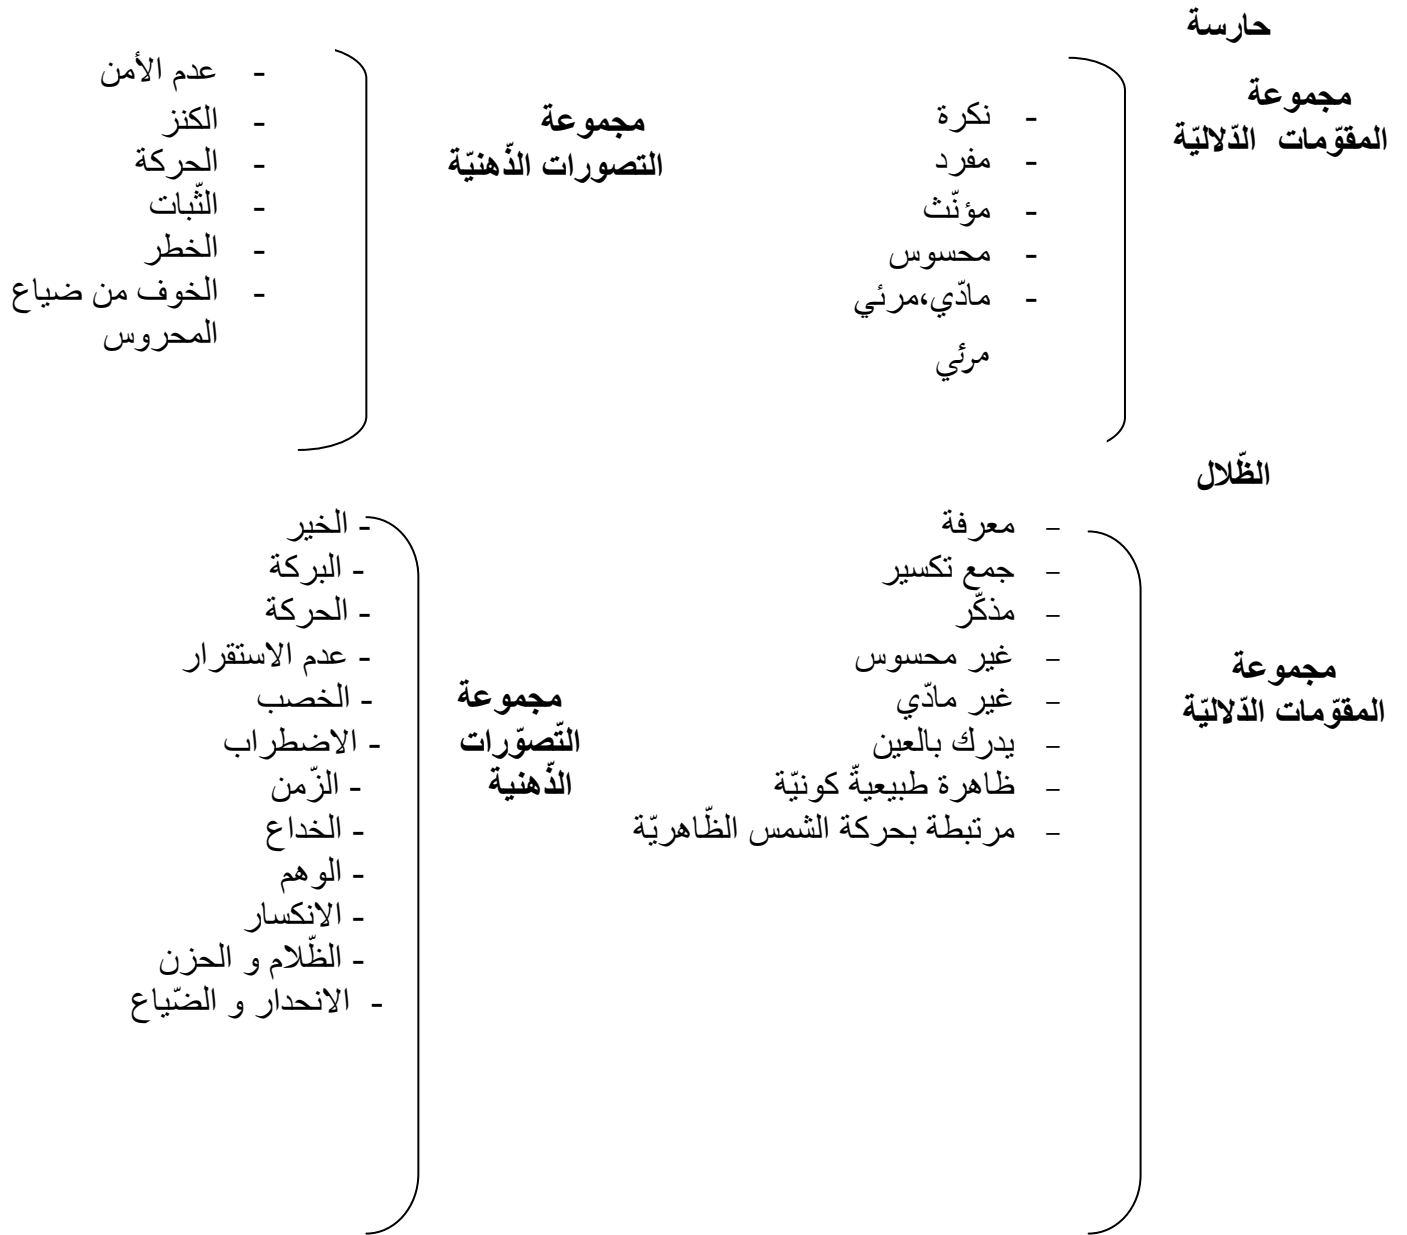 حارسة
مجموعة
المقوّمات الدّلاليّة
- نكرة
- مفرد
- مؤنّث
- محسوس
- مادّي،مرئي
مرئي
مجموعة
التصورات الذّهنيّة
- عدم الأمن
- الكنز
- الحركة
- الثّبات
- الخطر
- الخوف من ضياع
المحروس
الظّلال
مجموعة
المقوّمات الدّلاليّة
- معرفة
- جمع تكسير
- مذكّر
- غير محسوس
- غير مادّي
- يدرك بالعين
- ظاهرة طبيعيةّ كونيّة
- مرتبطة بحركة الشمس الظّاهريّة
مجموعة
التّصوّرات
الذّهنية
- الخير
- البركة
- الحركة
- عدم الاستقرار
- الخصب
- الاضطراب
- الزّمن
- الخداع
- الوهم
- الانكسار
- الظّلام و الحزن
- الانحدار و الضّياع